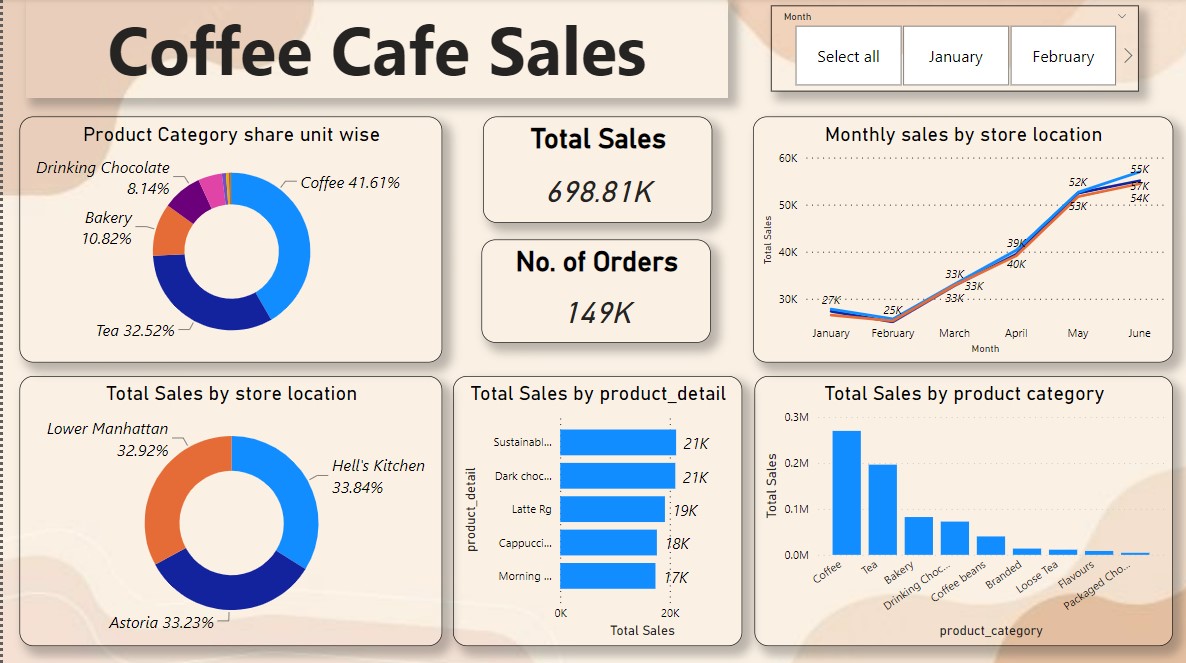 Coffee Cafe Sales
Month
Select all
January
February
Product Category share unit wise
Drinking Chocolate
8.14%
Coffee 41.61%
Bakery
10.82%
Tea 32.52%
Total Sales
698.81K
No. of Orders
149K
Monthly sales by store location
Total Sales
60K
50K
40K
30K
27K
25K
33K
33K
33K
39K
40K
52K
53K
55K
57K
54K
January
February
March
April
May
June
Month
Total Sales by store location
Lower Manhattan
32.92%
Hell's Kitchen
33.84%
Astoria 33.23%
Total Sales by product_detail
product_detail
Sustainabl...
21K
Dark choc...
21K
Latte Rg
19K
Cappucci...
18K
Morning ...
17K
0K
20K
Total Sales
Total Sales by product category
Total Sales
0.3M
0.2M
0.1M
0.0M
Coffee
Tea
Bakery
Drinking Choc...
Coffee beans
Branded
Loose Tea
Flavours
Packaged Cho...
product_category